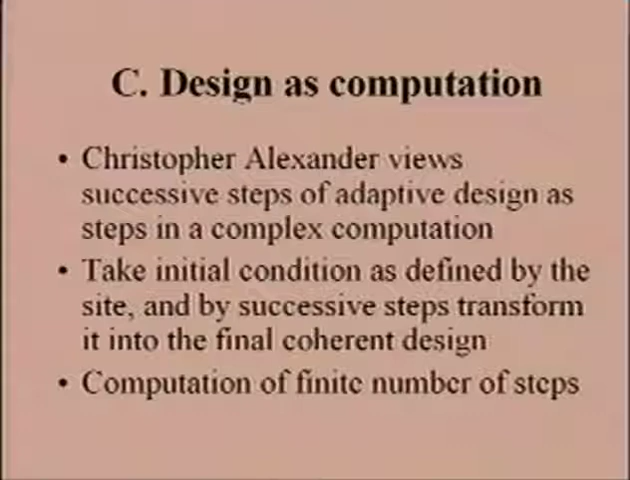 C. Design as computation
• Christopher Alexander views
successive steps of adaptive design as
steps in a complex computation
• Take initial condition as defined by the
site, and by successive steps transform
it into the final coherent design
• Computation of finite number of steps